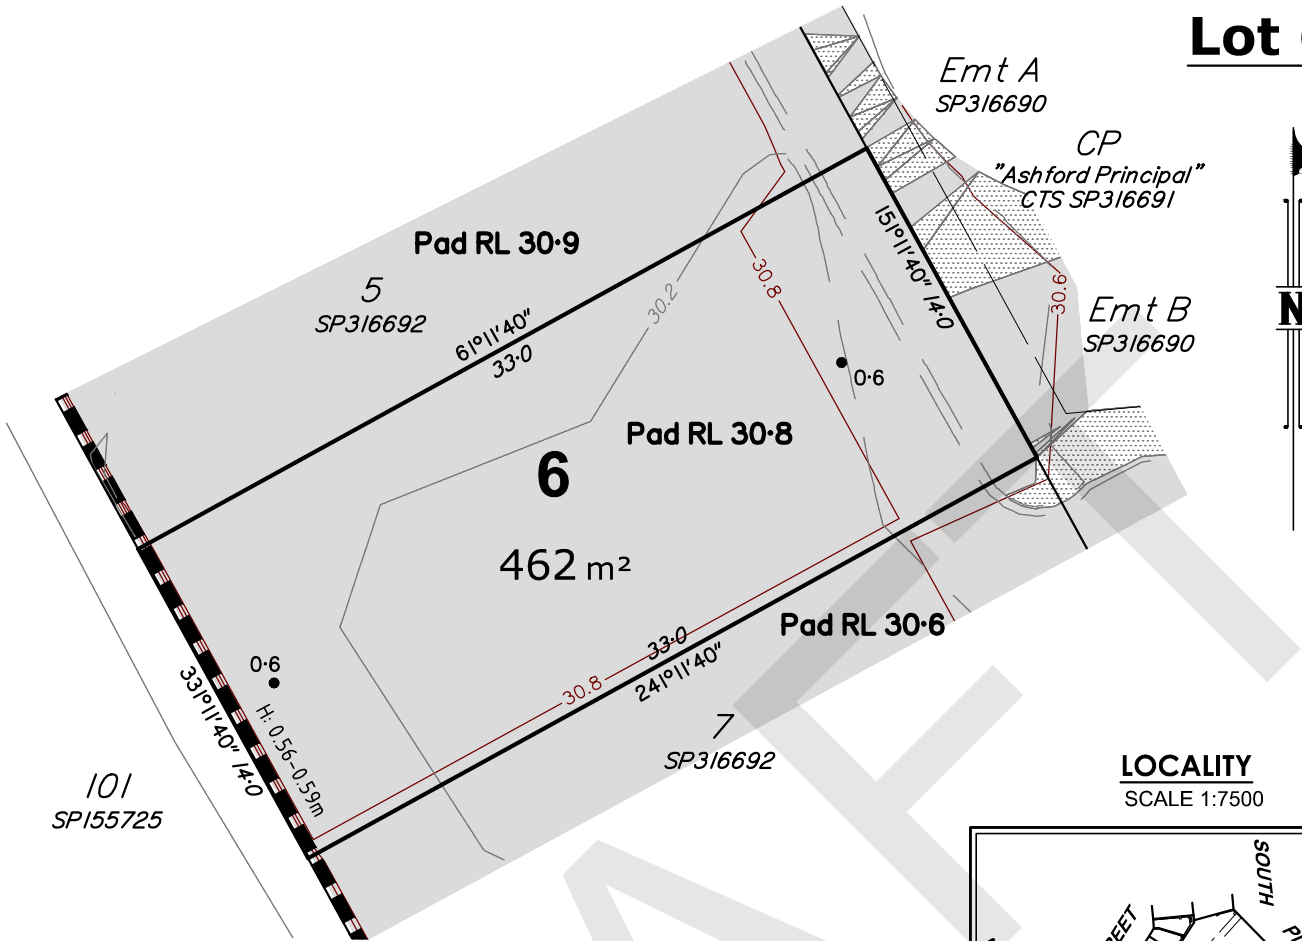 Lot
Emt A
SP316690
CP
"Ashford Principal"
CTS SP316691
Pad RL 30·9
5
SP316692
61°11'40"
33·0
30.2
30.8
151°11'40" 14·0
30.6
Emt B
SP316690
N
0·6
Pad RL 30·8
6
462 m²
Pad RL 30·6
33·0
241°11'40"
30.8
0·6
331°11'40" 14·0
H: 0.56-0.59m
7
SP316692
101
SP155725
LOCALITY
SCALE 1:7500
SOUTH